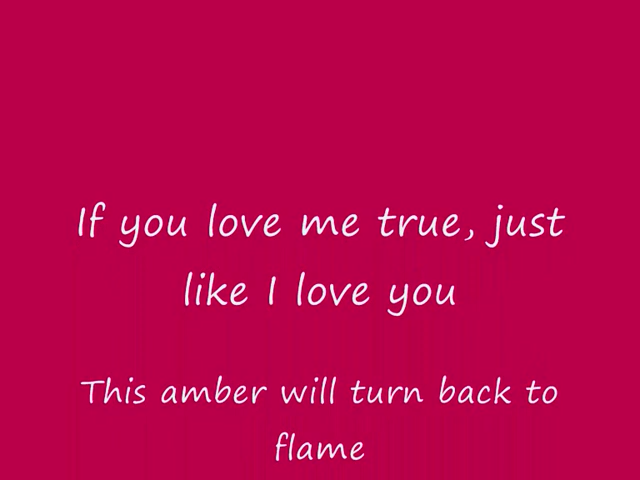 If you love me true, just
like I love you
This amber will turn back to
flame